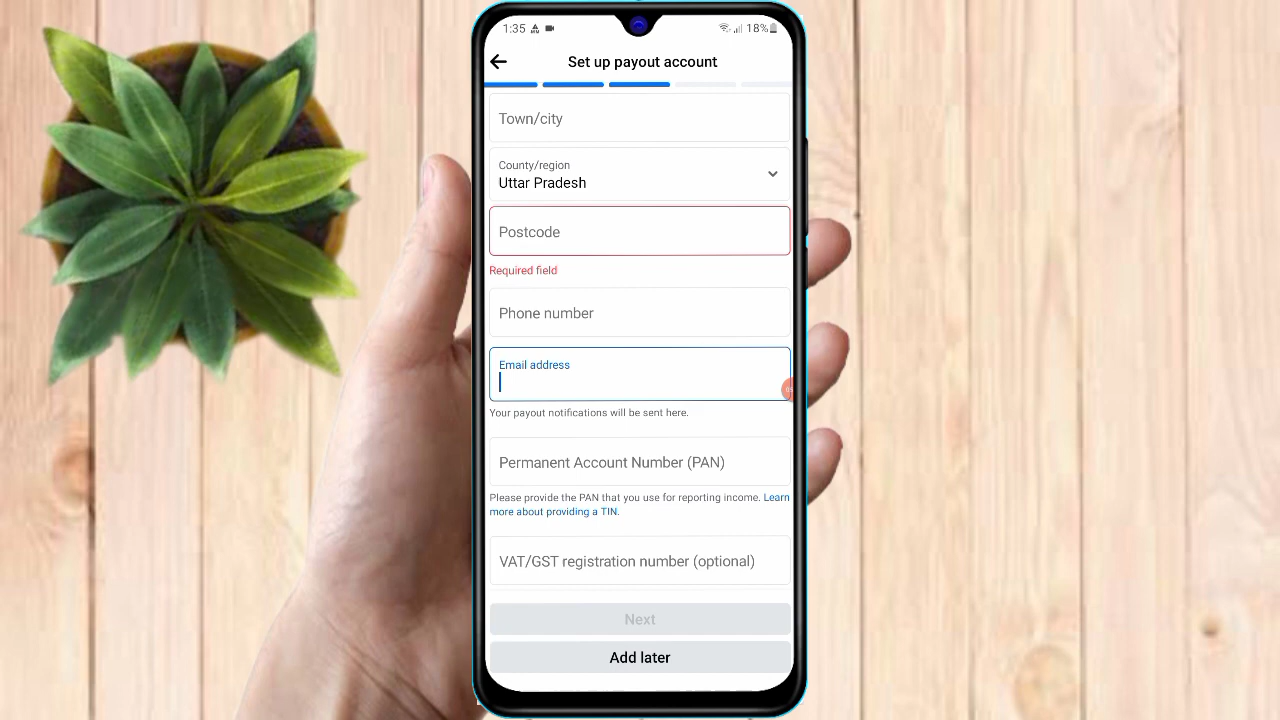 1:35
18%
Set up payout account
Town/city
County/region
Uttar Pradesh
Postcode
Required field
Phone number
Email address
Your payout notifications will be sent here.
Permanent Account Number (PAN)
Please provide the PAN that you use for reporting income. Learn
more about providing a TIN.
VAT/GST registration number (optional)
Next
Add later